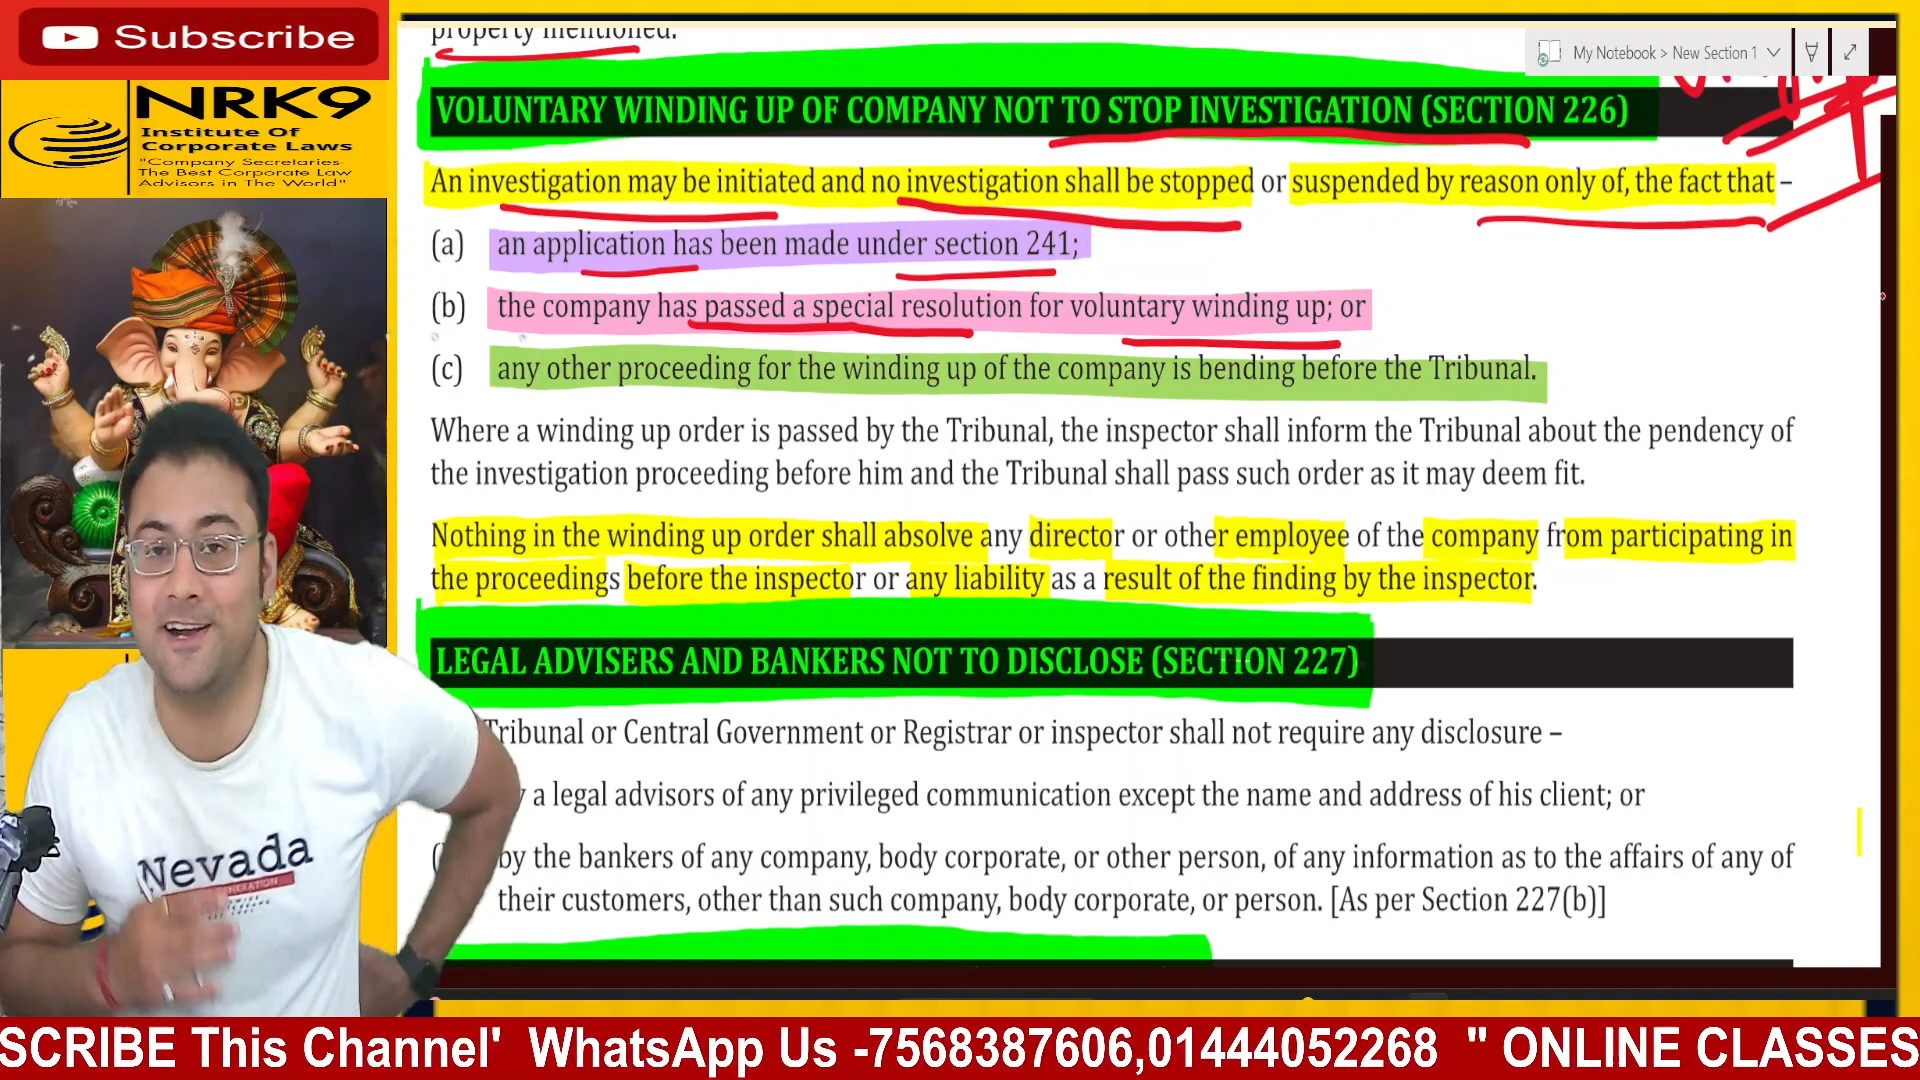 Subscribe
NRK9
Institute Of
Corporate Laws
"Company Secretaries
The Best Corporate Law
Advisors in The World"
My Notebook > New Section 1
property mentioned.
VOLUNTARY WINDING UP OF COMPANY NOT TO STOP INVESTIGATION (SECTION 226)
An investigation may be initiated and no investigation shall be stopped or suspended by reason only of, the fact that –
(a) an application has been made under section 241;
(b) the company has passed a special resolution for voluntary winding up; or
(c) any other proceeding for the winding up of the company is bending before the Tribunal.
Where a winding up order is passed by the Tribunal, the inspector shall inform the Tribunal about the pendency of
the investigation proceeding before him and the Tribunal shall pass such order as it may deem fit.
Nothing in the winding up order shall absolve any director or other employee of the company from participating in
the proceedings before the inspector or any liability as a result of the finding by the inspector.
LEGAL ADVISERS AND BANKERS NOT TO DISCLOSE (SECTION 227)
Tribunal or Central Government or Registrar or inspector shall not require any disclosure –
a legal advisors of any privileged communication except the name and address of his client; or
by the bankers of any company, body corporate, or other person, of any information as to the affairs of any of
their customers, other than such company, body corporate, or person. [As per Section 227(b)]
Nevada
SCRIBE This Channel' WhatsApp Us -7568387606,01444052268 " ONLINE CLASSES